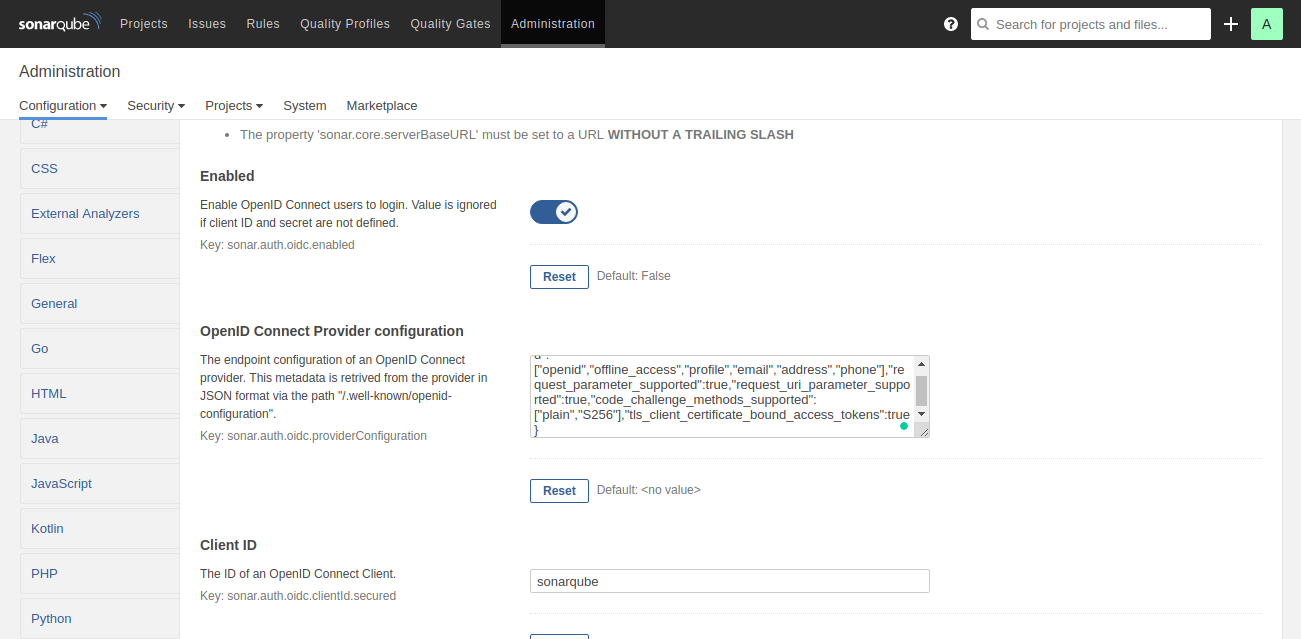 sonarqube Projects Issues Rules Quality Profiles Quality Gates Administration ? Search for projects and files... A
Administration
Configuration Security Projects System Marketplace
C#
CSS
External Analyzers
Flex
General
Go
HTML
Java
JavaScript
Kotlin
PHP
Python
• The property 'sonar.core.serverBaseURL' must be set to a URL WITHOUT A TRAILING SLASH
Enabled
Enable OpenID Connect users to login. Value is ignored
if client ID and secret are not defined.
Key: sonar.auth.oidc.enabled
Reset Default: False
OpenID Connect Provider configuration
The endpoint configuration of an OpenID Connect
provider. This metadata is retrived from the provider in
JSON format via the path "/.well-known/openid-
configuration".
Key: sonar.auth.oidc.providerConfiguration
d":
["openid","offline_access","profile","email","address","phone"],"re
quest_parameter_supported":true,"request_uri_parameter_suppo
rted":true,"code_challenge_methods_supported":
["plain","S256"],"tls_client_certificate_bound_access_tokens":true
}
Reset Default: <no value>
Client ID
The ID of an OpenID Connect Client.
Key: sonar.auth.oidc.clientId.secured
sonarqube